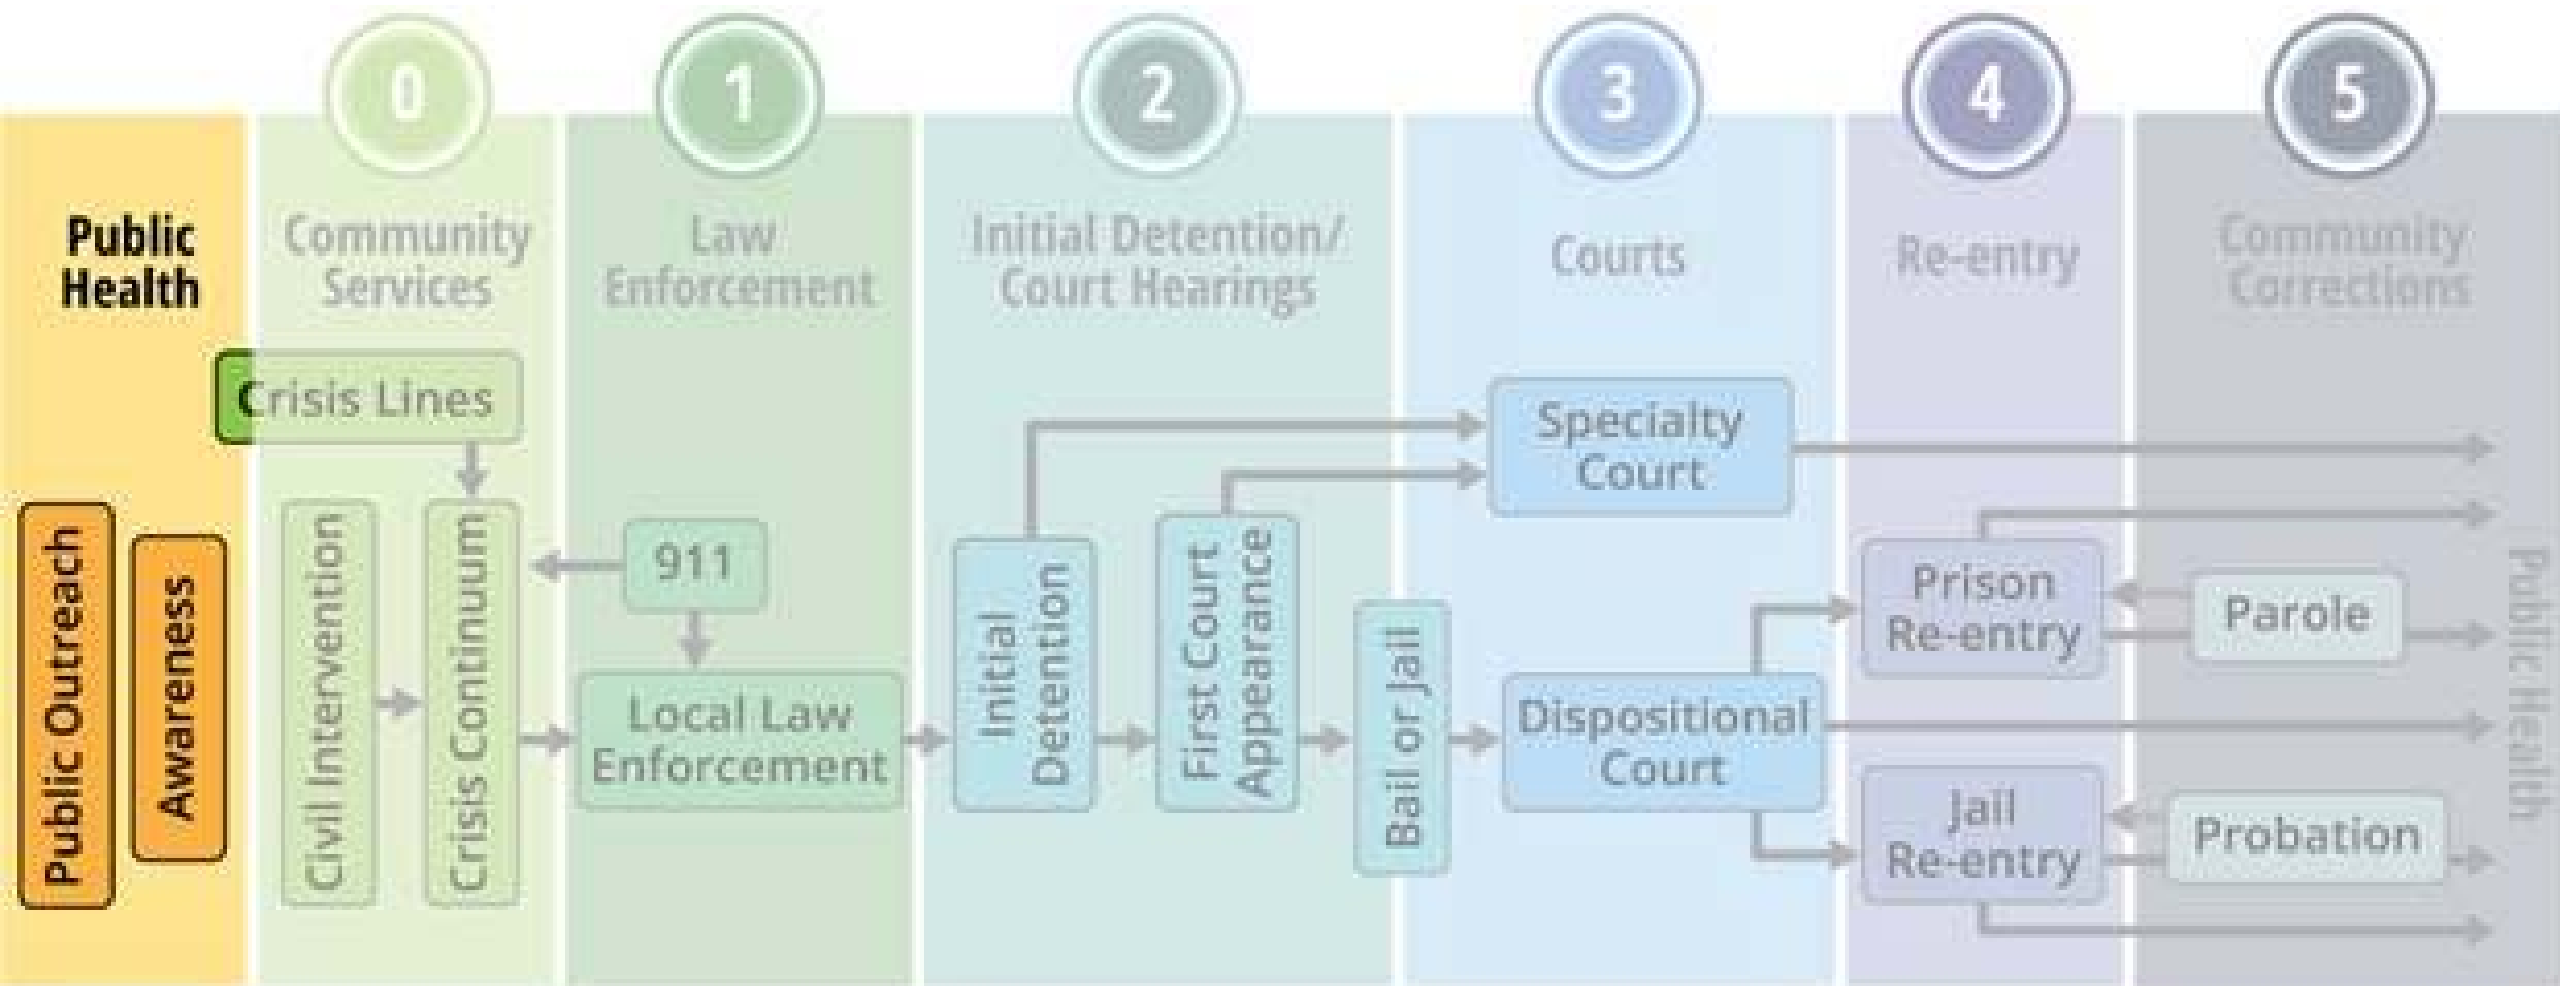 0
1
2
3
4
5
Public
Health
Community
Services
Law
Enforcement
Initial Detention/
Court Hearings
Courts
Re-entry
Community
Corrections
Crisis Lines
Public Outreach
Awareness
Civil Intervention
Crisis Continuum
911
Local Law
Enforcement
Initial
Detention
First Court
Appearance
Bail or Jail
Specialty
Court
Dispositional
Court
Prison
Re-entry
Jail
Re-entry
Parole
Probation
Public Health